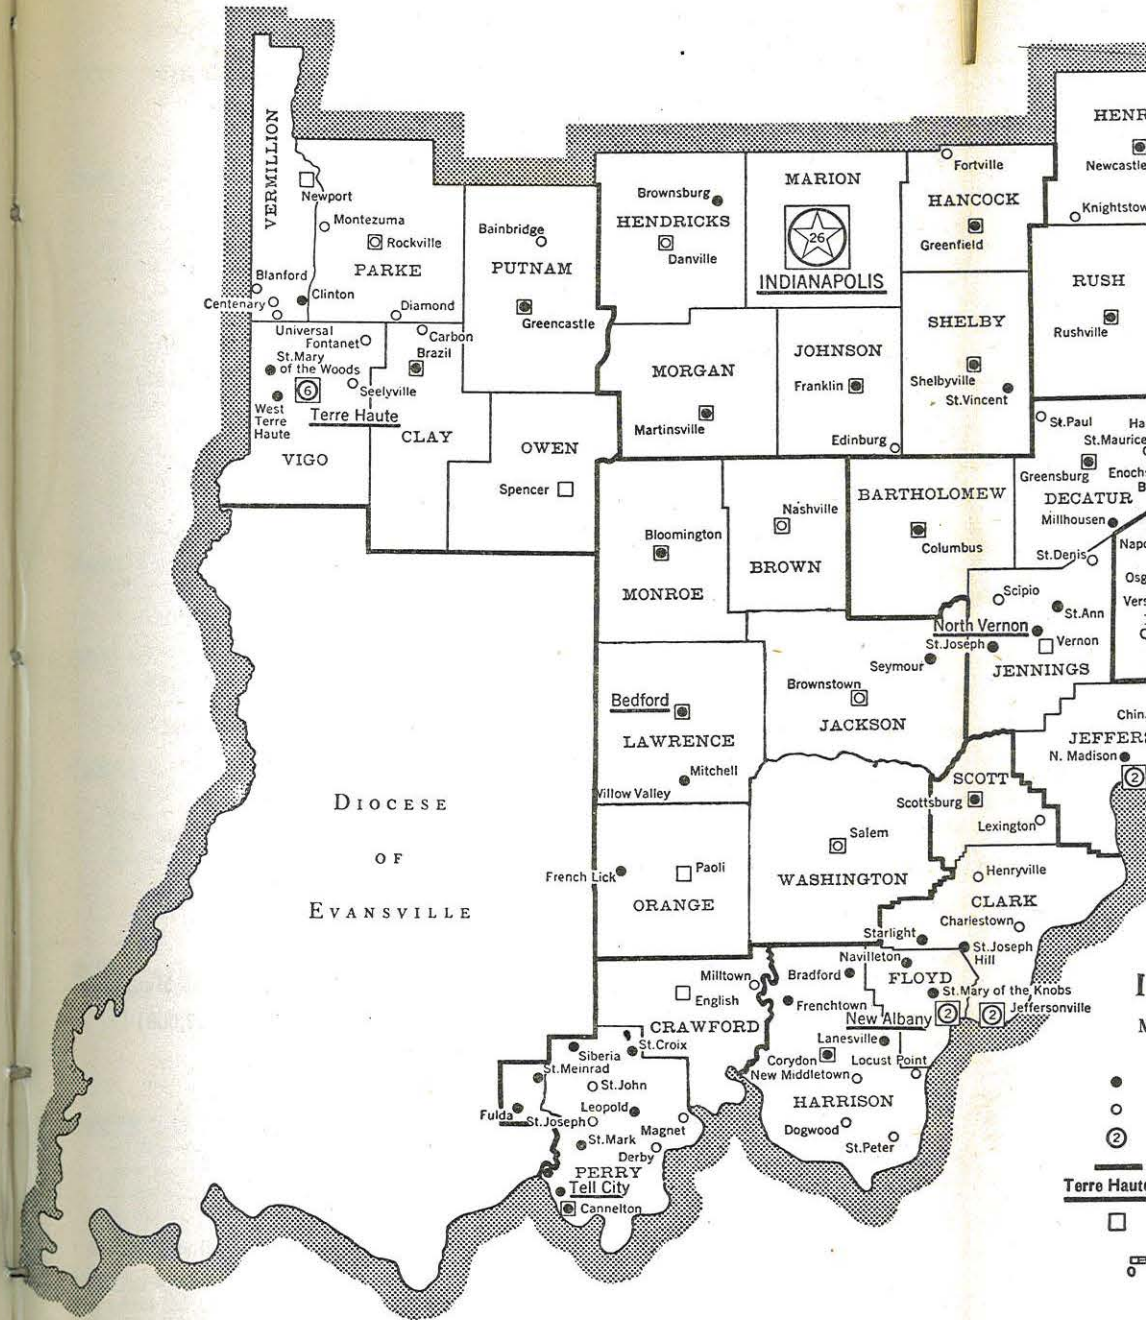 VERMILLION
Newport
Montezuma
Rockville
PARKE
Blanford
Centenary
Clinton
Diamond
Universal
Bainbridge
PUTNAM
Greencastle
Brownsburg
HENDRICKS
Danville
MARION
26
INDIANAPOLIS
Fortville
HANCOCK
Greenfield
Newcastle
RUSH
Rushville
Fontanet
St.Mary
of the Woods
6
Seelyville
West
Terre
Haute
Terre Haute
VIGO
Carbon
Brazil
CLAY
OWEN
Spencer
MORGAN
Martinsville
JOHNSON
Franklin
Edinburg
SHELBY
Shelbyville
St.Vincent
St.Paul
St.Maurice
Greensburg
DECATUR
Millhousen
St.Denis
Bloomington
MONROE
Nashville
BROWN
BARTHOLOMEW
Columbus
Scipio
St.Ann
North Vernon
St.Joseph
Vernon
JENNINGS
Seymour
Brownstown
JACKSON
Bedford
LAWRENCE
Mitchell
N. Madison
2
SCOTT
Scottsburg
Lexington
DIOCESE
OF
EVANSVILLE
French Lick
Paoli
ORANGE
Salem
WASHINGTON
Henryville
CLARK
Charlestown
Starlight
St.Joseph
Hill
Navilleton
FLOYD
St.Mary of the Knobs
New Albany
2
2
Jeffersonville
Bradford
Frenchtown
Lanesville
Corydon
Locust Point
New Middletown
HARRISON
Dogwood
St.Peter
Milltown
English
CRAWFORD
St.Croix
Siberia
St.Meinrad
St.John
Fulda
St.Joseph
Leopold
Magnet
St.Mark
Derby
PERRY
Tell City
Cannelton
2
Terre Haute
0